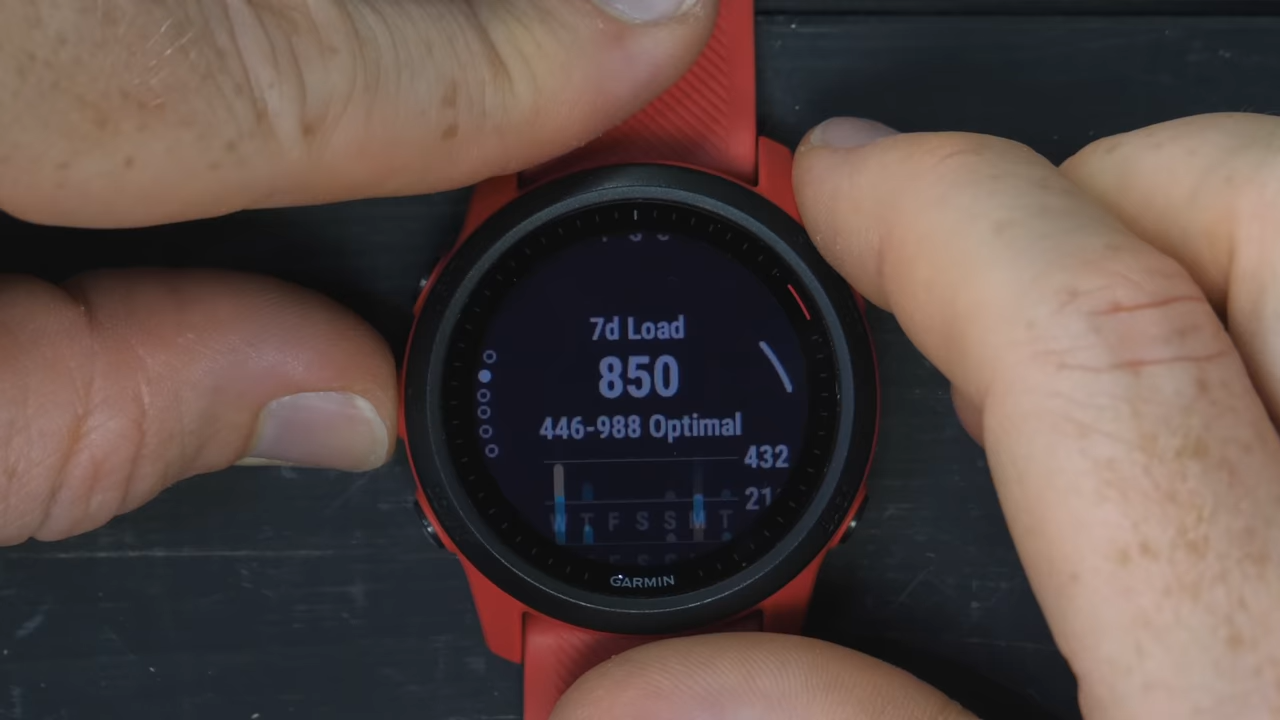 7d Load
850
446-988 Optimal
432
W T F S S M T
GARMIN